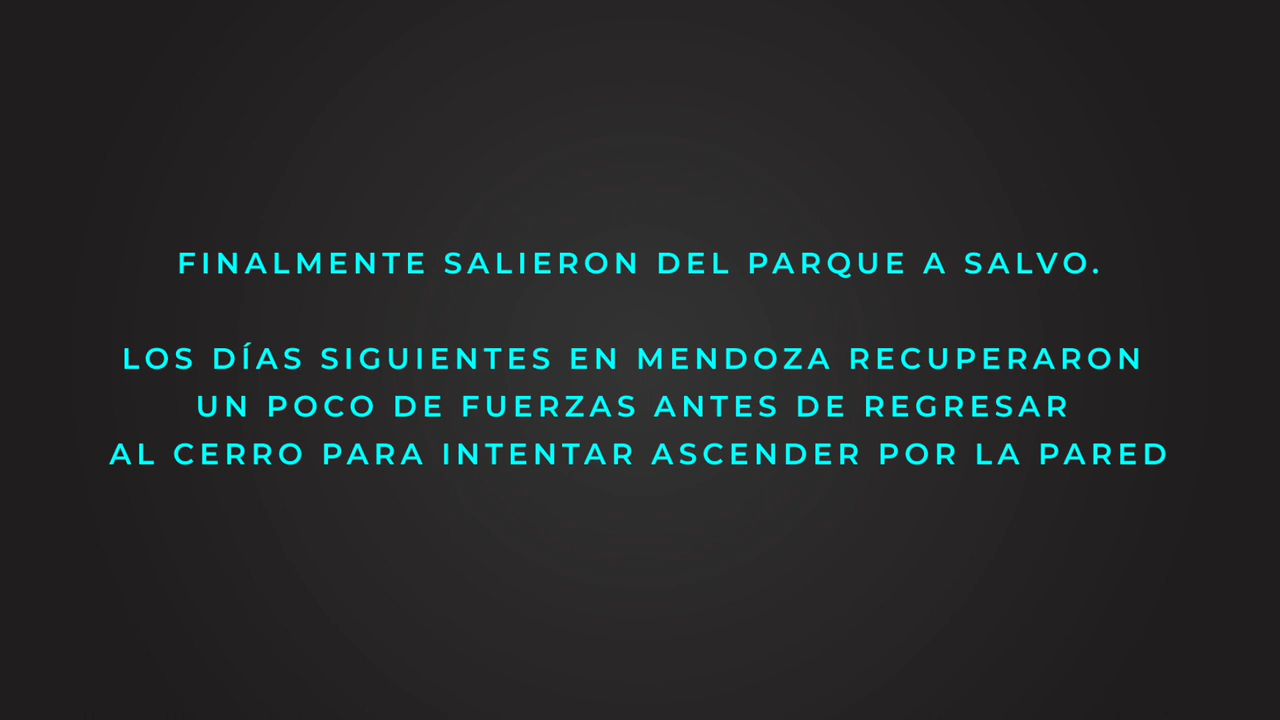 FINALMENTE SALIERON DEL PARQUE A SALVO.
LOS DÍAS SIGUIENTES EN MENDOZA RECUPERARON
UN POCO DE FUERZAS ANTES DE REGRESAR
AL CERRO PARA INTENTAR ASCENDER POR LA PARED